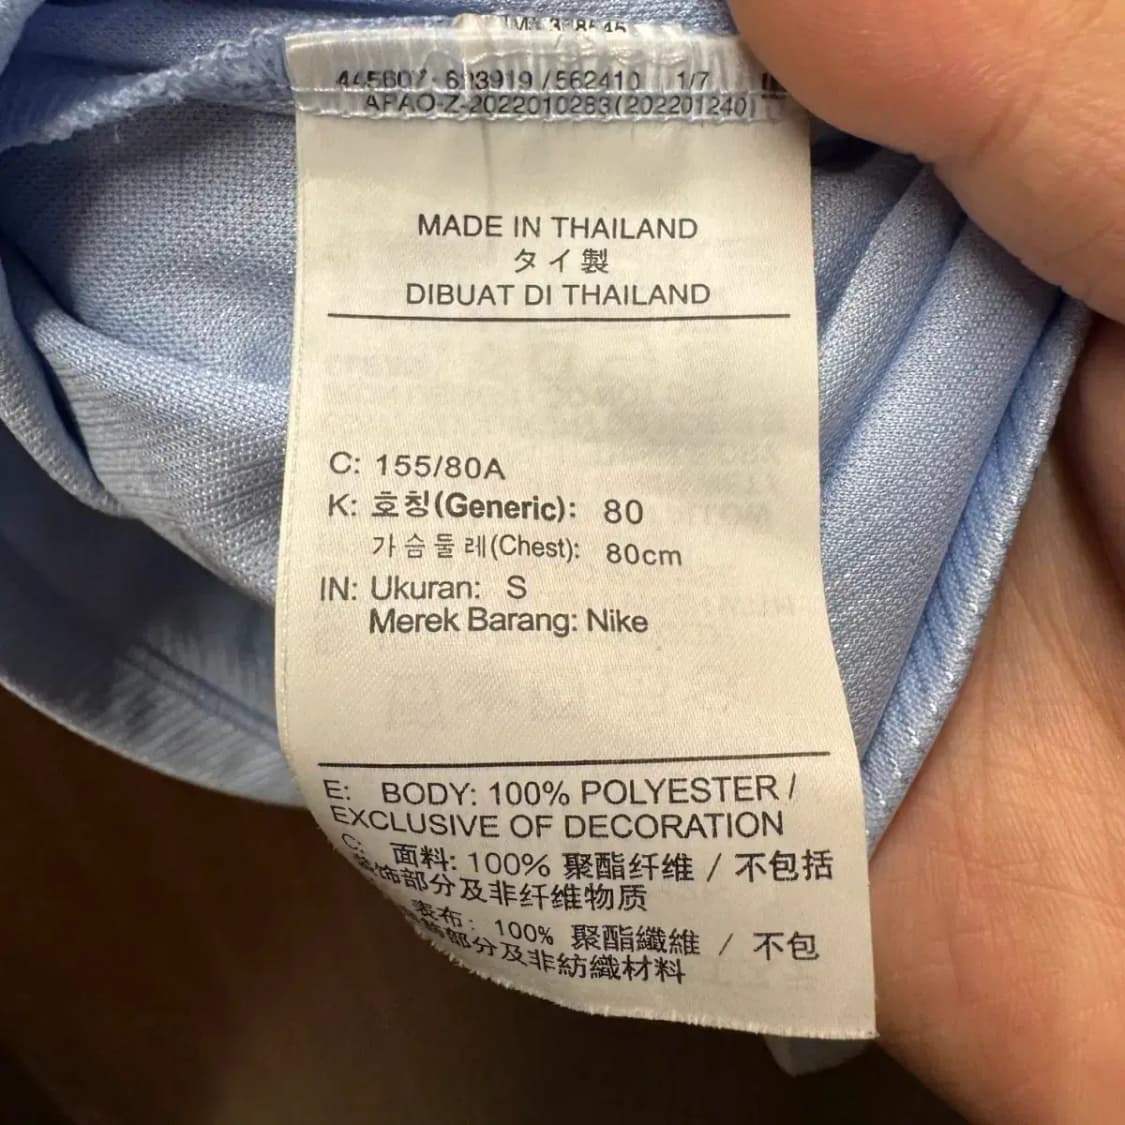 /562410 1/7
APAO-Z-2022010283(202201240)
MADE IN THAILAND
タイ製
DIBUAT DI THAILAND
C: 155/80A
K: 호칭(Generic): 80
가슴둘레(Chest): 80cm
IN: Ukuran: S
Merek Barang: Nike
E: BODY: 100% POLYESTER /
EXCLUSIVE OF DECORATION
C: 面料: 100% 聚酯纤维 / 不包括
饰部分及非纤维物质
表布: 100% 聚酯纖維 / 不包
部分及非紡織材料